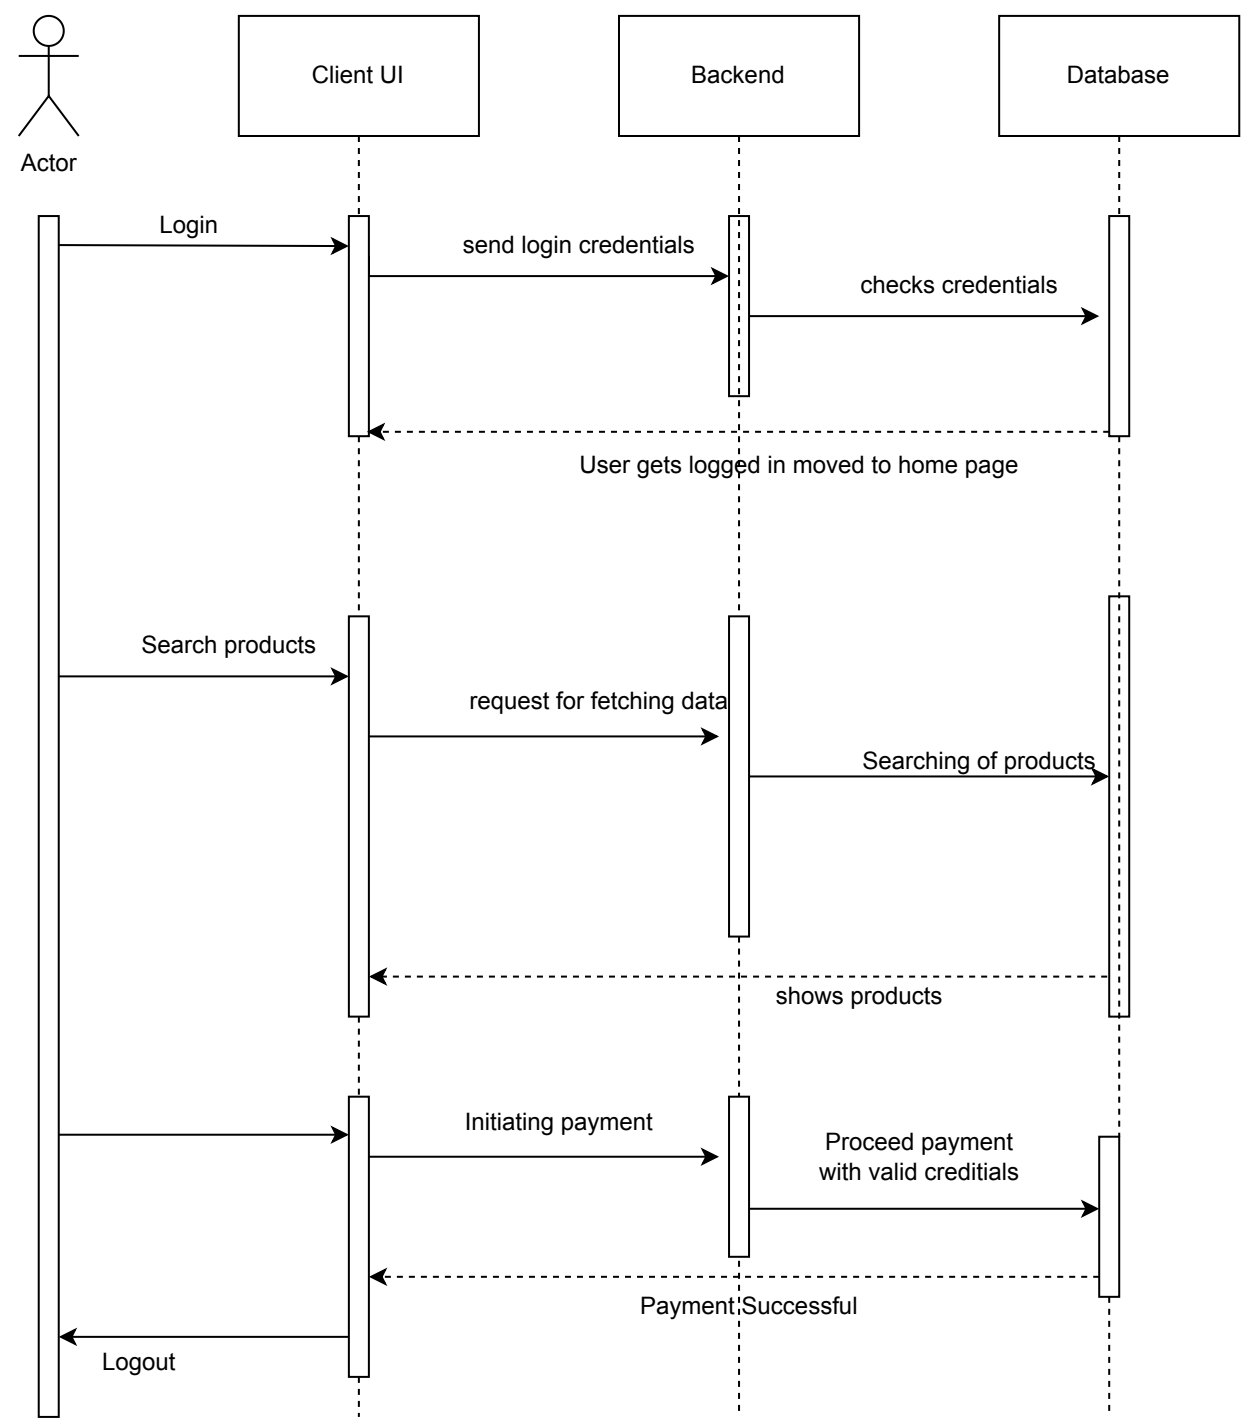 Client UI
Backend
Database
Actor
Login
send login credentials
checks credentials
User gets logged in moved to home page
Search products
request for fetching data
Searching of products
shows products
Initiating payment
Proceed payment
with valid creditials
Payment Successful
Logout